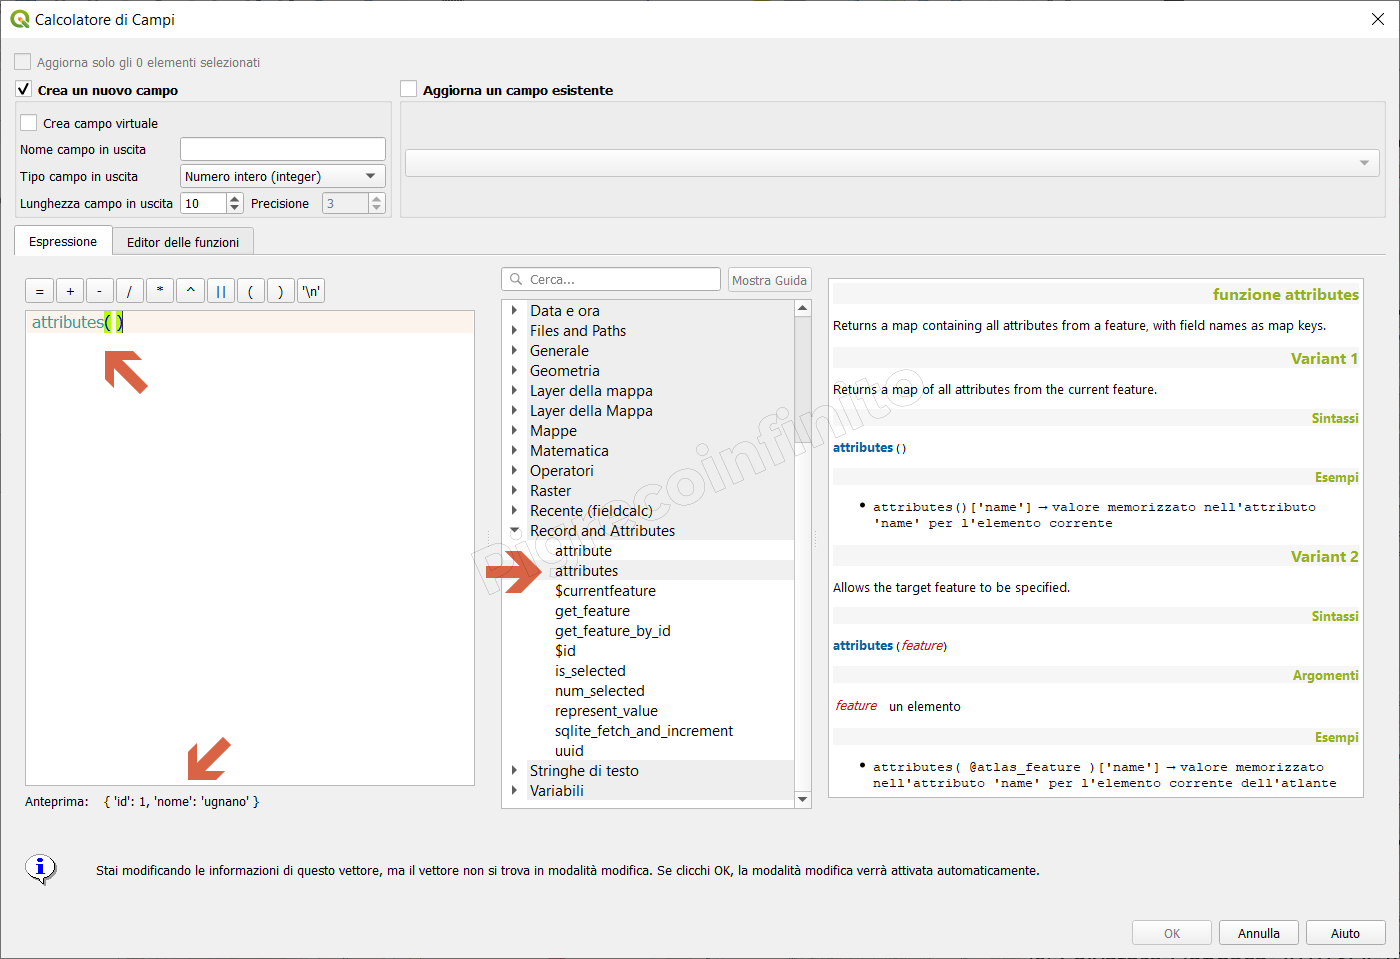 Calcolatore di Campi
Aggiorna solo gli 0 elementi selezionati
Crea un nuovo campo
Aggiorna un campo esistente
Crea campo virtuale
Nome campo in uscita
Tipo campo in uscita Numero intero (integer)
Lunghezza campo in uscita 10 Precisione 3
Espressione Editor delle funzioni
= + - / * ^ || ( ) '\n'
attributes( )
Anteprima: { 'id': 1, 'nome': 'ugnano' }
Cerca... Mostra Guida
Data e ora
Files and Paths
Generale
Geometria
Layer della mappa
Layer della Mappa
Mappe
Matematica
Operatori
Raster
Recente (fieldcalc)
Record and Attributes
attribute
attributes
$currentfeature
get_feature
get_feature_by_id
$id
is_selected
num_selected
represent_value
sqlite_fetch_and_increment
uuid
Stringhe di testo
Variabili
funzione attributes
Returns a map containing all attributes from a feature, with field names as map keys.
Variant 1
Returns a map of all attributes from the current feature.
Sintassi
attributes ( )
Esempi
• attributes()['name'] → valore memorizzato nell'attributo
'name' per l'elemento corrente
Variant 2
Allows the target feature to be specified.
Sintassi
attributes (feature)
Argomenti
feature un elemento
Esempi
• attributes( @atlas_feature )['name'] → valore memorizzato
nell'attributo 'name' per l'elemento corrente dell'atlante
Pigrecoinfinito
Stai modificando le informazioni di questo vettore, ma il vettore non si trova in modalità modifica. Se clicchi OK, la modalità modifica verrà attivata automaticamente.
OK Annulla Aiuto